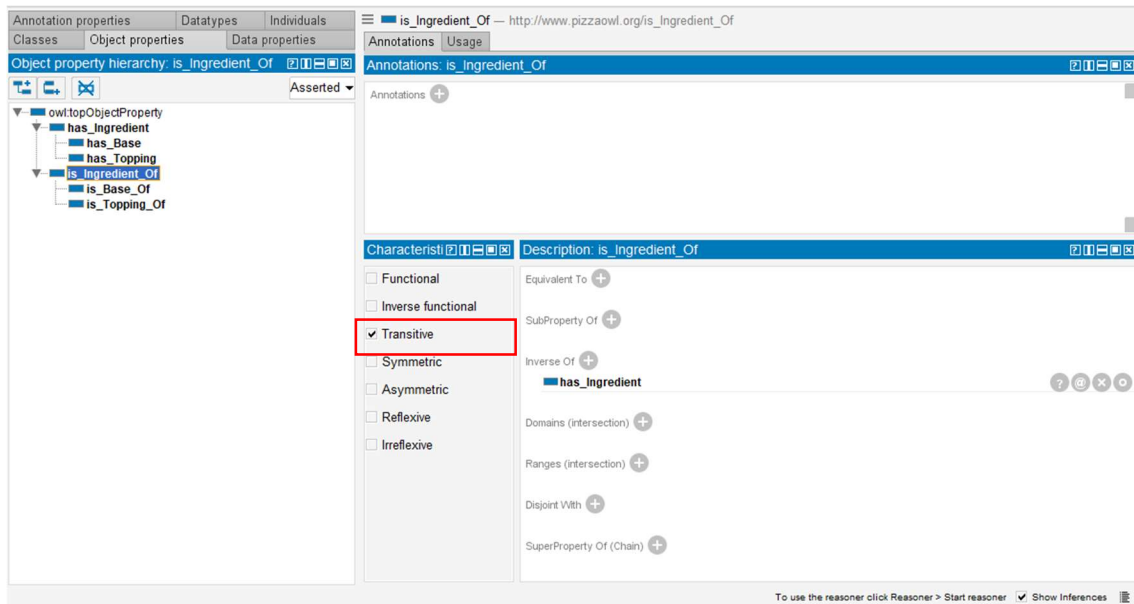 Annotation properties Datatypes Individuals
Classes Object properties Data properties
Object property hierarchy: is_Ingredient_Of
Asserted
owl:topObjectProperty
has_Ingredient
has_Base
has_Topping
is_Ingredient_Of
is_Base_Of
is_Topping_Of
is_Ingredient_Of — http://www.pizzaowl.org/is_Ingredient_Of
Annotations Usage
Annotations: is_Ingredient_Of
Annotations
Characteristi
Functional
Inverse functional
Transitive
Symmetric
Asymmetric
Reflexive
Irreflexive
Description: is_Ingredient_Of
Equivalent To
SubProperty Of
Inverse Of
has_Ingredient
Domains (intersection)
Ranges (intersection)
Disjoint With
SuperProperty Of (Chain)
To use the reasoner click Reasoner > Start reasoner Show Inferences